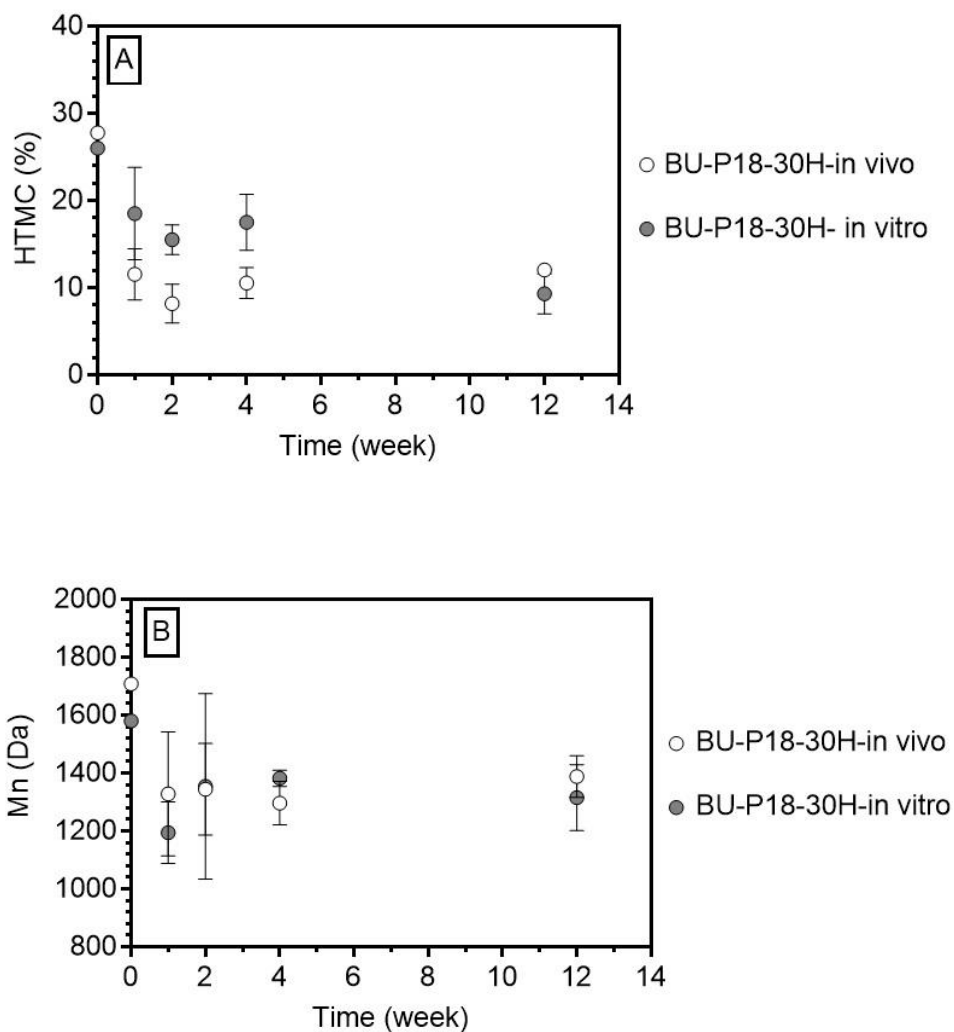 A
HTMC (%)
40
30
20
10
0
0 2 4 6 8 10 12 14
Time (week)
BU-P18-30H-in vivo
BU-P18-30H- in vitro
B
Mn (Da)
2000
1800
1600
1400
1200
1000
800
0 2 4 6 8 10 12 14
Time (week)
BU-P18-30H-in vivo
BU-P18-30H-in vitro